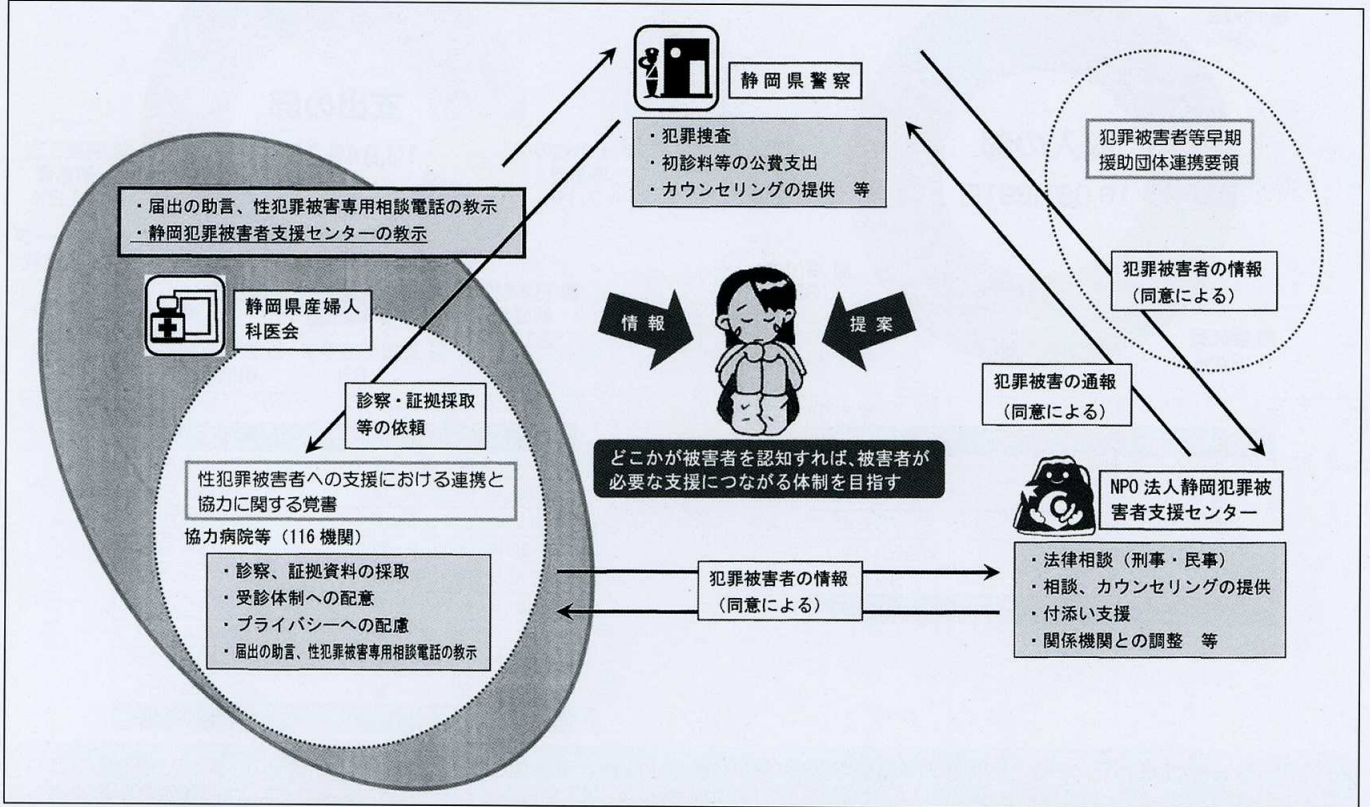 静岡県警察
・犯罪捜査
・初診料等の公費支出
・カウンセリングの提供　等
犯罪被害者等早期
援助団体連携要領
・届出の助言、性犯罪被害専用相談電話の教示
・静岡犯罪被害者支援センターの教示
静岡県産婦人
科医会
情報
提案
犯罪被害者の情報
（同意による）
犯罪被害の通報
（同意による）
診察・証拠採取
等の依頼
どこかが被害者を認知すれば、被害者が
必要な支援につながる体制を目指す
性犯罪被害者への支援における連携と
協力に関する覚書
協力病院等（116機関）
・診察、証拠資料の採取
・受診体制への配意
・プライバシーへの配慮
・届出の助言、性犯罪被害専用相談電話の教示
犯罪被害者の情報
（同意による）
NPO法人静岡犯罪被
害者支援センター
・法律相談（刑事・民事）
・相談、カウンセリングの提供
・付添い支援
・関係機関との調整　等